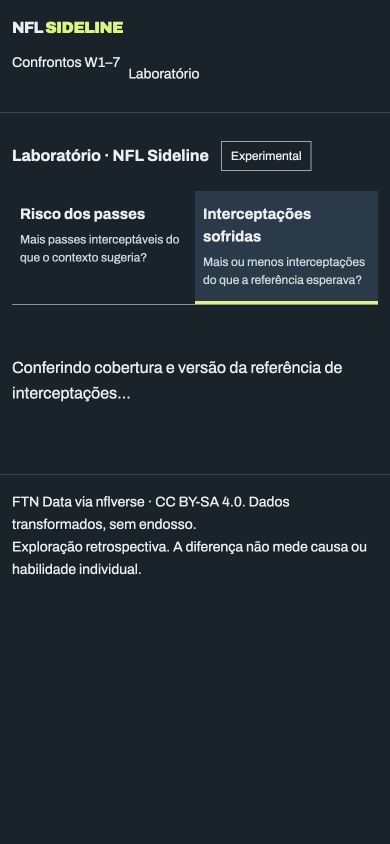 NFL SIDELINE
Confrontos W1–7
Laboratório
Laboratório · NFL Sideline
Experimental
Risco dos passes
Mais passes interceptáveis do
que o contexto sugeria?
Interceptações
sofridas
Mais ou menos interceptações
do que a referência esperava?
Conferindo cobertura e versão da referência de
interceptações...
FTN Data via nflverse · CC BY-SA 4.0. Dados
transformados, sem endosso.
Exploração retrospectiva. A diferença não mede causa ou
habilidade individual.